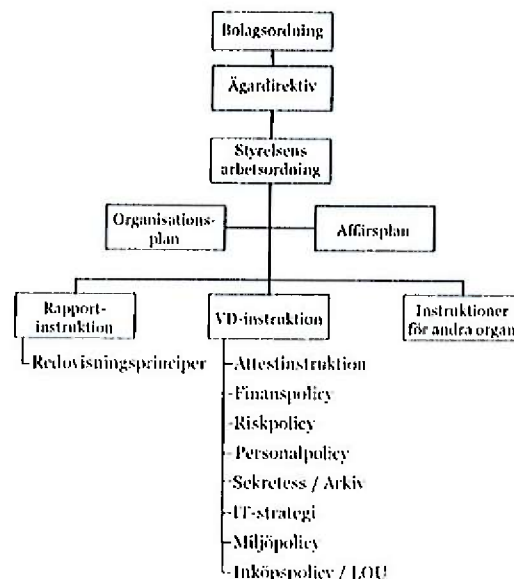 Bolagsordning
Ägardirektiv
Styrelsens
arbetsordning
Organisations-
plan
Affärsplan
Rapport-
instruktion
VD-instruktion
Instruktioner
för andra organ
Redovisningsprinciper
Attestinstruktion
Finanspolicy
Riskpolicy
Personalpolicy
Sekretess / Arkiv
IT-strategi
Miljöpolicy
Inköpspolicy / LOU